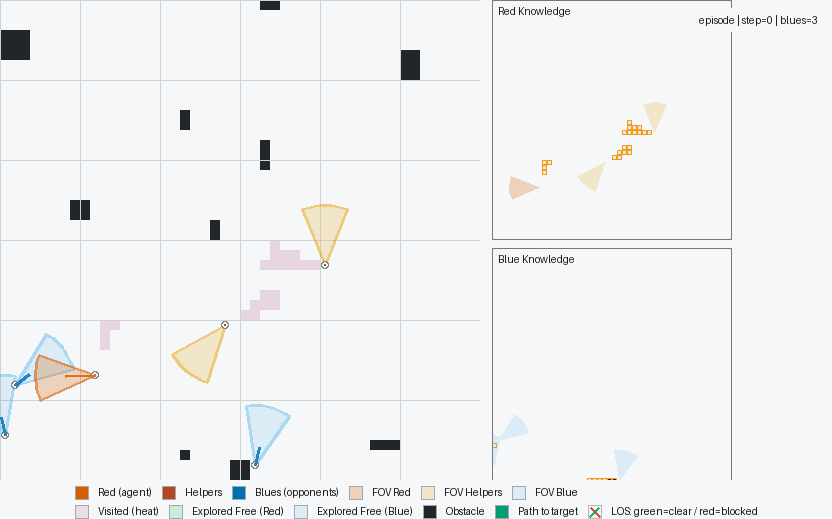 Red Knowledge
episode | step=0 | blues=3
Blue Knowledge
Red (agent) Helpers Blues (opponents) FOV Red FOV Helpers FOV Blue
Visited (heat) Explored Free (Red) Explored Free (Blue) Obstacle Path to target LOS: green=clear / red=blocked